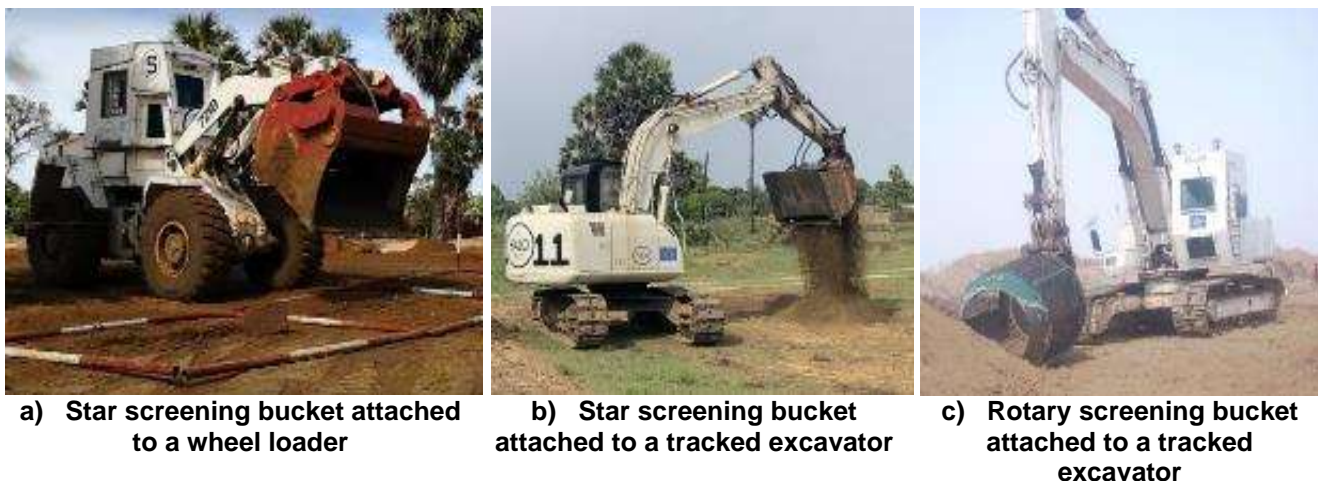 S
11
a) Star screening bucket attached
to a wheel loader
b) Star screening bucket
attached to a tracked excavator
c) Rotary screening bucket
attached to a tracked
excavator